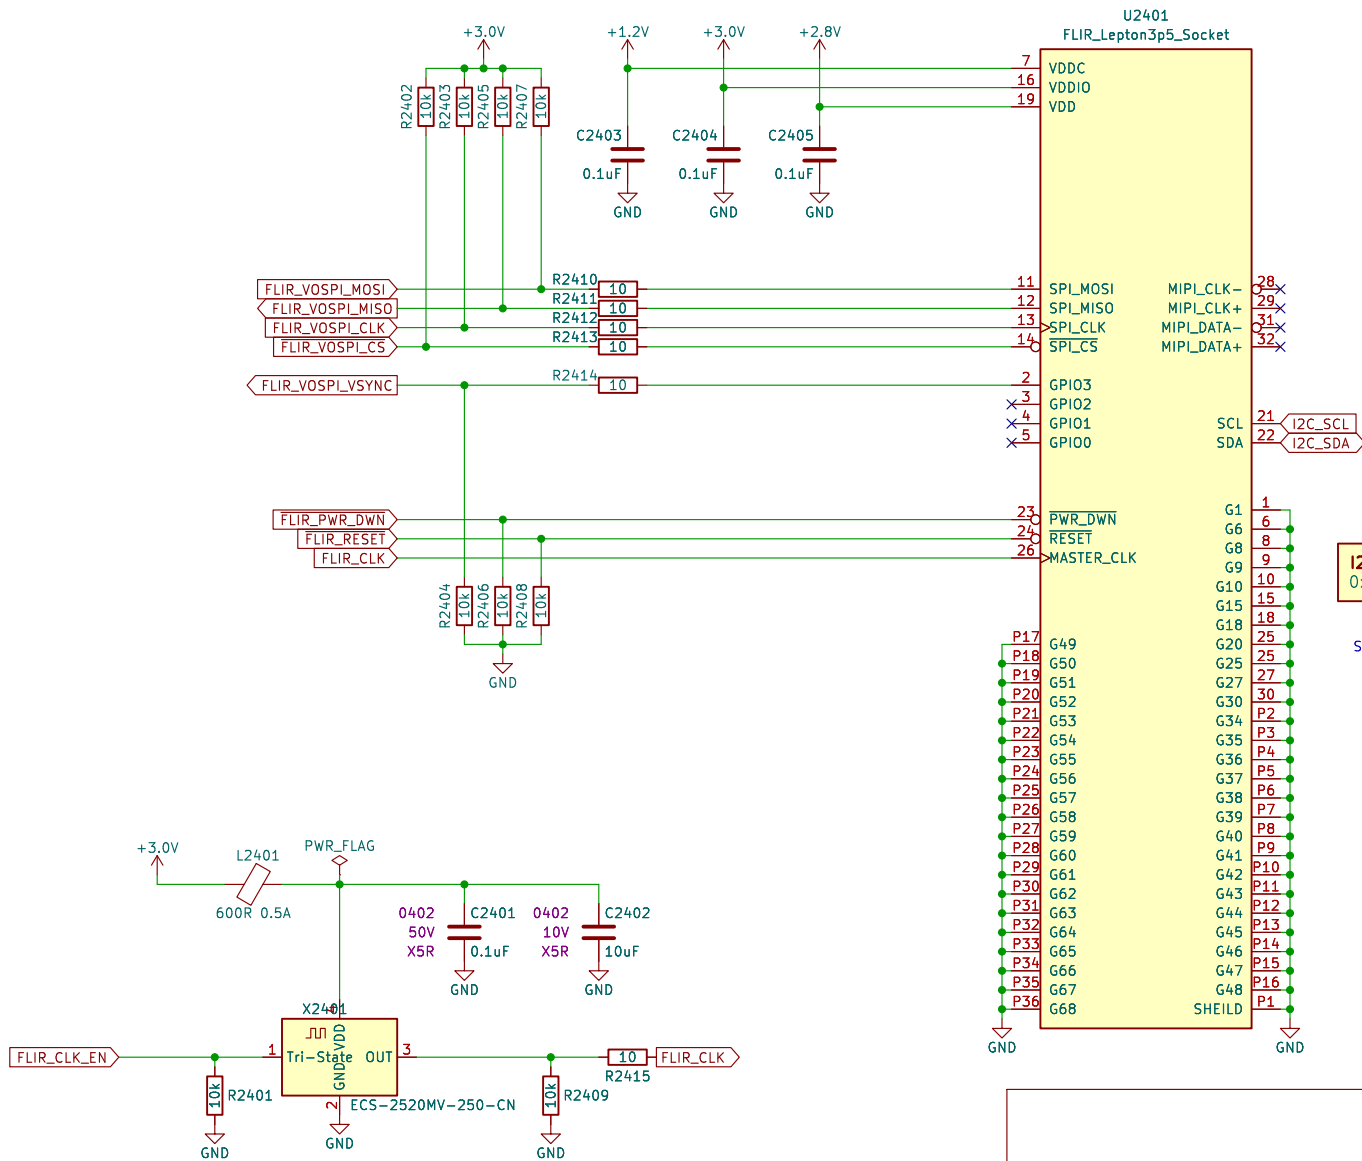 U2401
FLIR_Lepton3p5_Socket
+3.0V
+1.2V
+3.0V
+2.8V
7 VDDC
16 VDDIO
19 VDD
R2402 10k
R2403 10k
R2405 10k
R2407 10k
C2403
0.1uF
GND
C2404
0.1uF
GND
C2405
0.1uF
GND
FLIR_VOSPI_MOSI
R2410
10
11 SPI_MOSI
FLIR_VOSPI_MISO
R2411
10
12 SPI_MISO
FLIR_VOSPI_CLK
R2412
10
13 SPI_CLK
FLIR_VOSPI_CS
R2413
10
14 SPI_CS
MIPI_CLK- 28
MIPI_CLK+ 29
MIPI_DATA- 31
MIPI_DATA+ 32
FLIR_VOSPI_VSYNC
R2414
10
2 GPIO3
3 GPIO2
4 GPIO1
5 GPIO0
SCL 21 I2C_SCL
SDA 22 I2C_SDA
FLIR_PWR_DWN
23 PWR_DWN
FLIR_RESET
24 RESET
FLIR_CLK
26 MASTER_CLK
R2404 10k
R2406 10k
R2408 10k
GND
G1 1
G6 6
G8 8
G9 9
G10 10
G15 15
G18 18
G20 25
G25 25
G27 27
G30 30
G34 P2
G35 P3
G36 P4
G37 P5
G38 P6
G39 P7
G40 P8
G41 P9
G42 P10
G43 P11
G44 P12
G45 P13
G46 P14
G47 P15
G48 P16
SHEILD P1
GND
P17 G49
P18 G50
P19 G51
P20 G52
P21 G53
P22 G54
P23 G55
P24 G56
P25 G57
P26 G58
P27 G59
P28 G60
P29 G61
P30 G62
P31 G63
P32 G64
P33 G65
P34 G66
P35 G67
P36 G68
GND
+3.0V
L2401
600R 0.5A
PWR_FLAG
0402
50V
X5R
C2401
0.1uF
GND
0402
10V
X5R
C2402
10uF
GND
X2401
4 VDD
FLIR_CLK_EN
1 Tri-State
OUT 3
GND 2
ECS-2520MV-250-CN
GND
R2401
10k
GND
R2409
10k
GND
10
R2415
FLIR_CLK